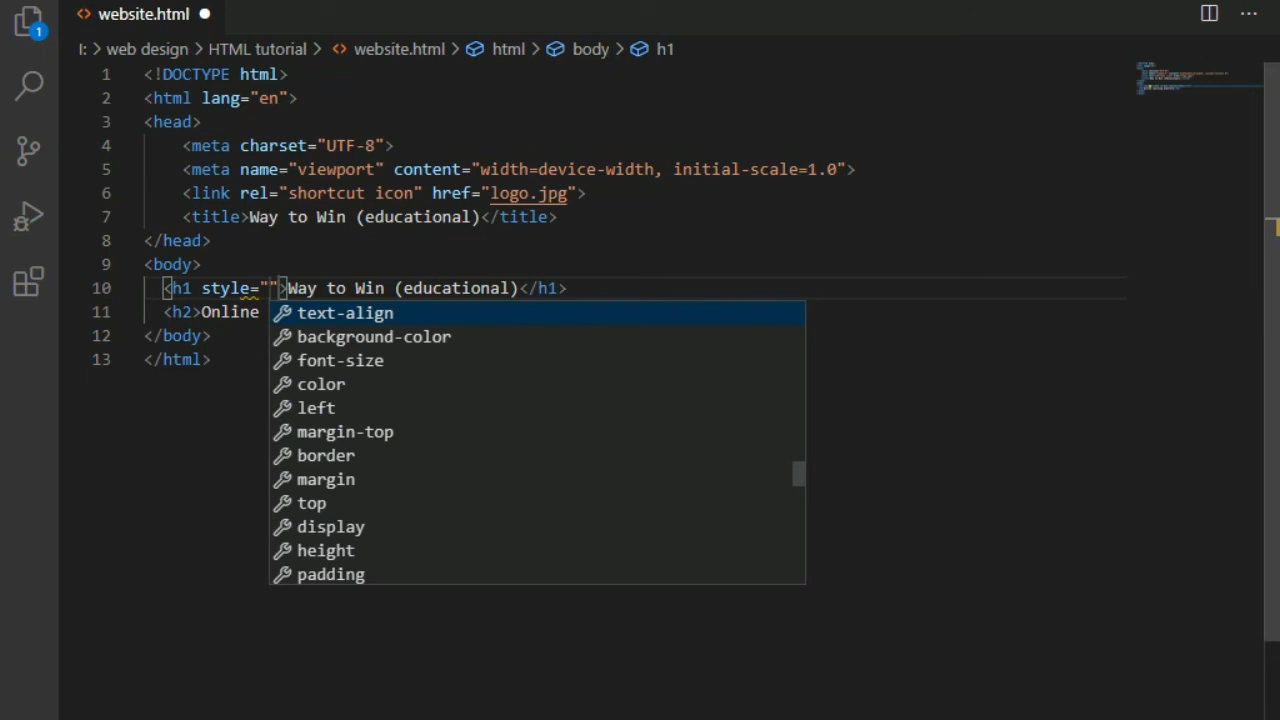 website.html
1
I: > web design > HTML tutorial > website.html > html > body > h1
1 <!DOCTYPE html>
2 <html lang="en">
3 <head>
4 <meta charset="UTF-8">
5 <meta name="viewport" content="width=device-width, initial-scale=1.0">
6 <link rel="shortcut icon" href="logo.jpg">
7 <title>Way to Win (educational)</title>
8 </head>
9 <body>
10 <h1 style="">Way to Win (educational)</h1>
11 <h2>Online
12 </body>
13 </html>
text-align
background-color
font-size
color
left
margin-top
border
margin
top
display
height
padding